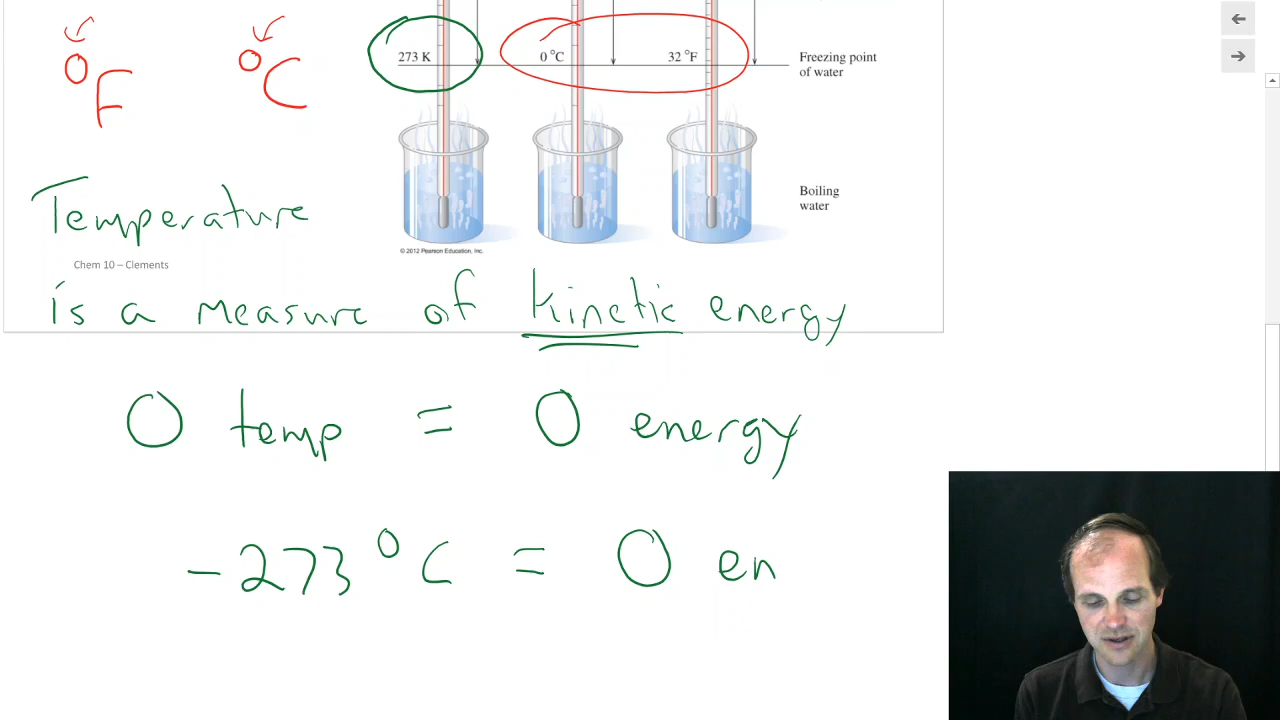 °F °C
273 K 0 °C 32 °F Freezing point
of water
Boiling
water
Temperature
© 2012 Pearson Education, Inc.
Chem 10 – Clements
is a measure of kinetic energy
0 temp = 0 energy
-273 °C = 0 en